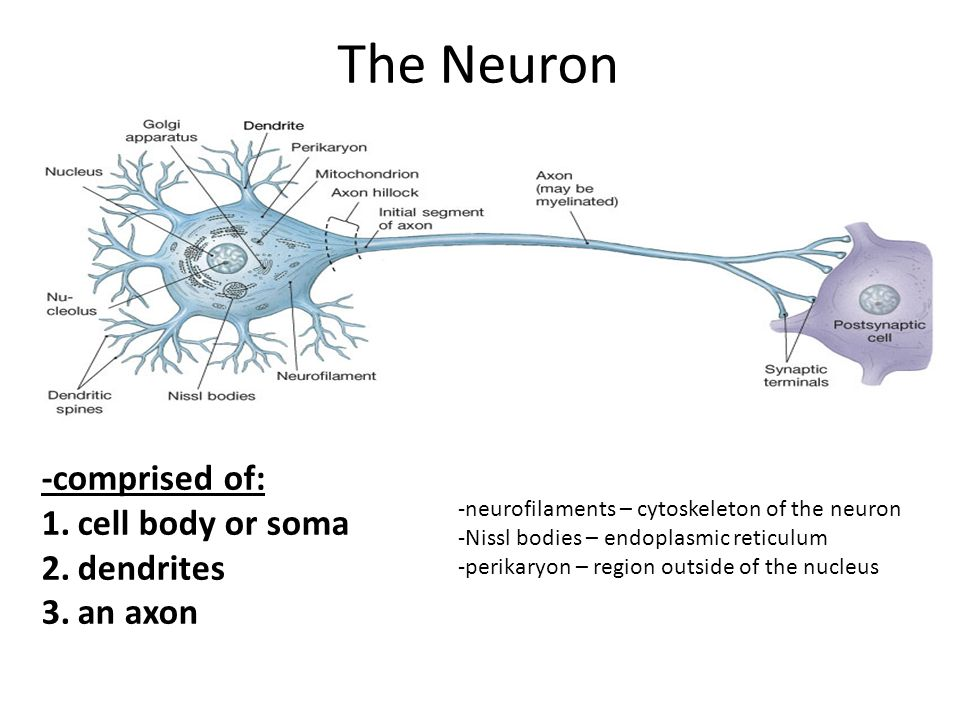 The Neuron
Golgi
apparatus
Dendrite
Perikaryon
Nucleus
Mitochondrion
Axon hillock
Initial segment
of axon
Axon
(may be
myelinated)
Nu-
cleolus
Postsynaptic
cell
Neurofilament
Synaptic
terminals
Dendritic
spines
Nissl bodies
-comprised of:
1. cell body or soma
2. dendrites
3. an axon
-neurofilaments – cytoskeleton of the neuron
-Nissl bodies – endoplasmic reticulum
-perikaryon – region outside of the nucleus